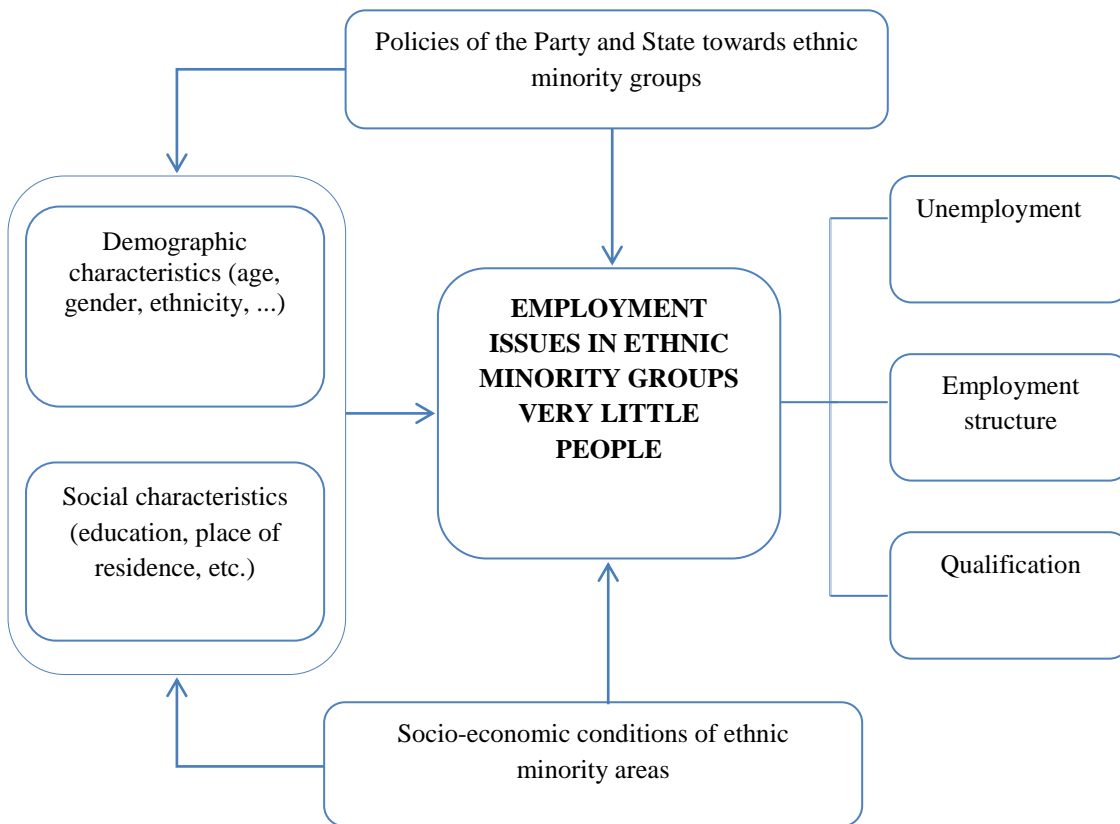 Policies of the Party and State towards ethnic
minority groups
Demographic
characteristics (age,
gender, ethnicity, ...)
Social characteristics
(education, place of
residence, etc.)
EMPLOYMENT
ISSUES IN ETHNIC
MINORITY GROUPS
VERY LITTLE
PEOPLE
Unemployment
Employment
structure
Qualification
Socio-economic conditions of ethnic
minority areas